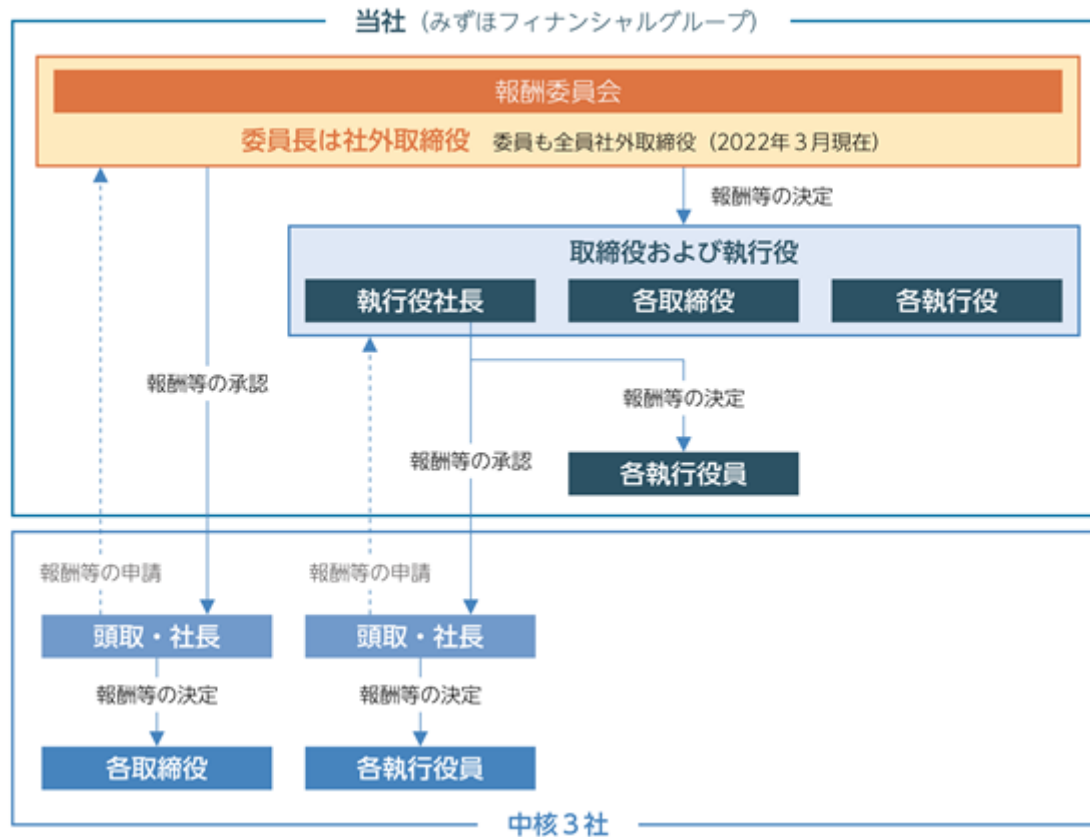 当社 (みずほフィナンシャルグループ)
報酬委員会
委員長は社外取締役 委員も全員社外取締役 (2022年3月現在)
報酬等の決定
取締役および執行役
執行役社長 各取締役 各執行役
報酬等の承認
報酬等の決定
報酬等の承認
各執行役員
報酬等の申請 報酬等の申請
頭取・社長 頭取・社長
報酬等の決定 報酬等の決定
各取締役 各執行役員
中核3社